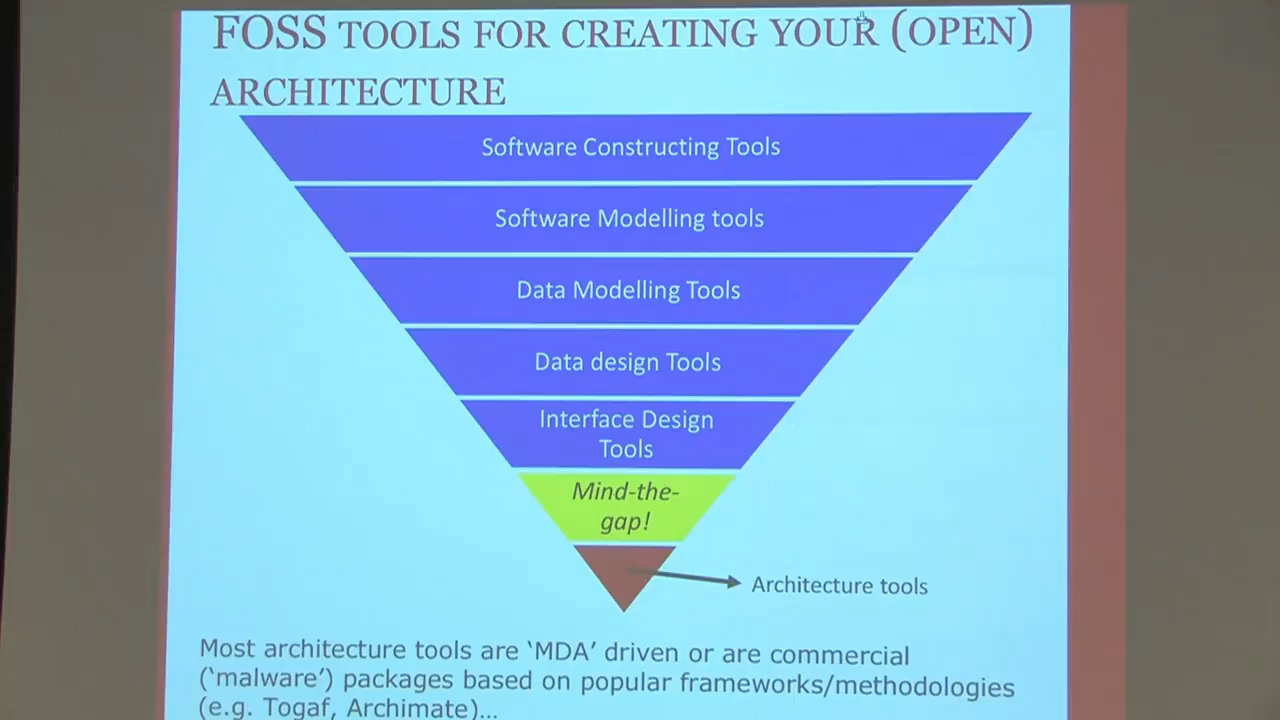 FOSS TOOLS FOR CREATING YOUR (OPEN)
ARCHITECTURE
Software Constructing Tools
Software Modelling tools
Data Modelling Tools
Data design Tools
Interface Design
Tools
Mind-the-
gap!
Architecture tools
Most architecture tools are ‘MDA’ driven or are commercial
(‘malware’) packages based on popular frameworks/methodologies
(e.g. Togaf, Archimate)…